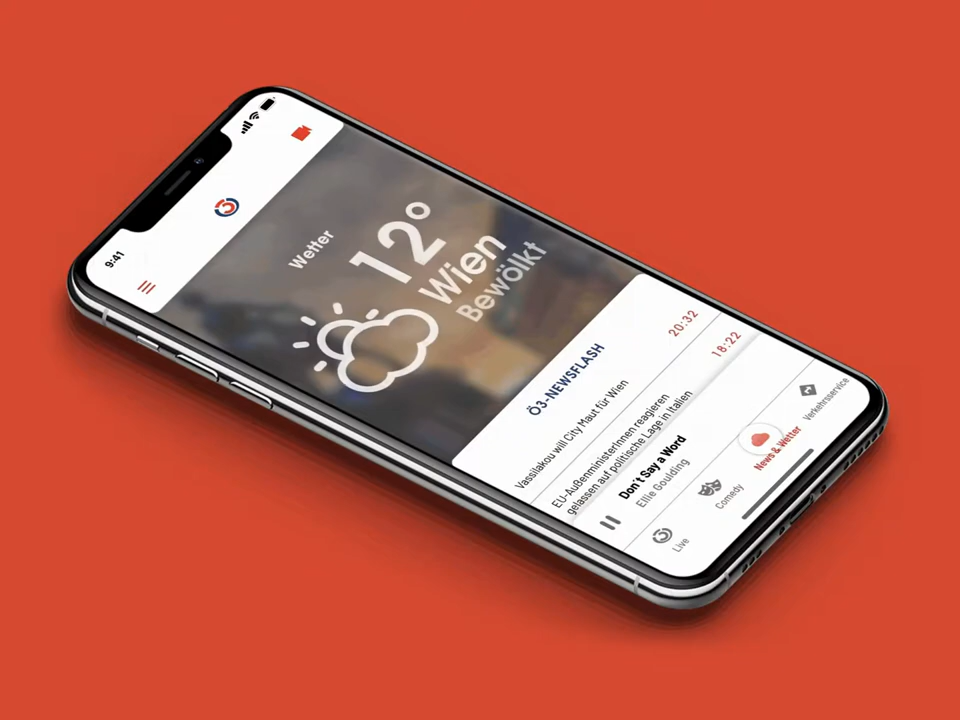 9:41
Wetter
12°
Wien
Bewölkt
Ö3-NEWSFLASH
Vassilakou will City Maut für Wien
20:32
EU-AußenministerInnen reagieren
gelassen auf politische Lage in Italien
18:22
Don´t Say a Word
Ellie Goulding
Live
Comedy
News & Wetter
Verkehrsservice